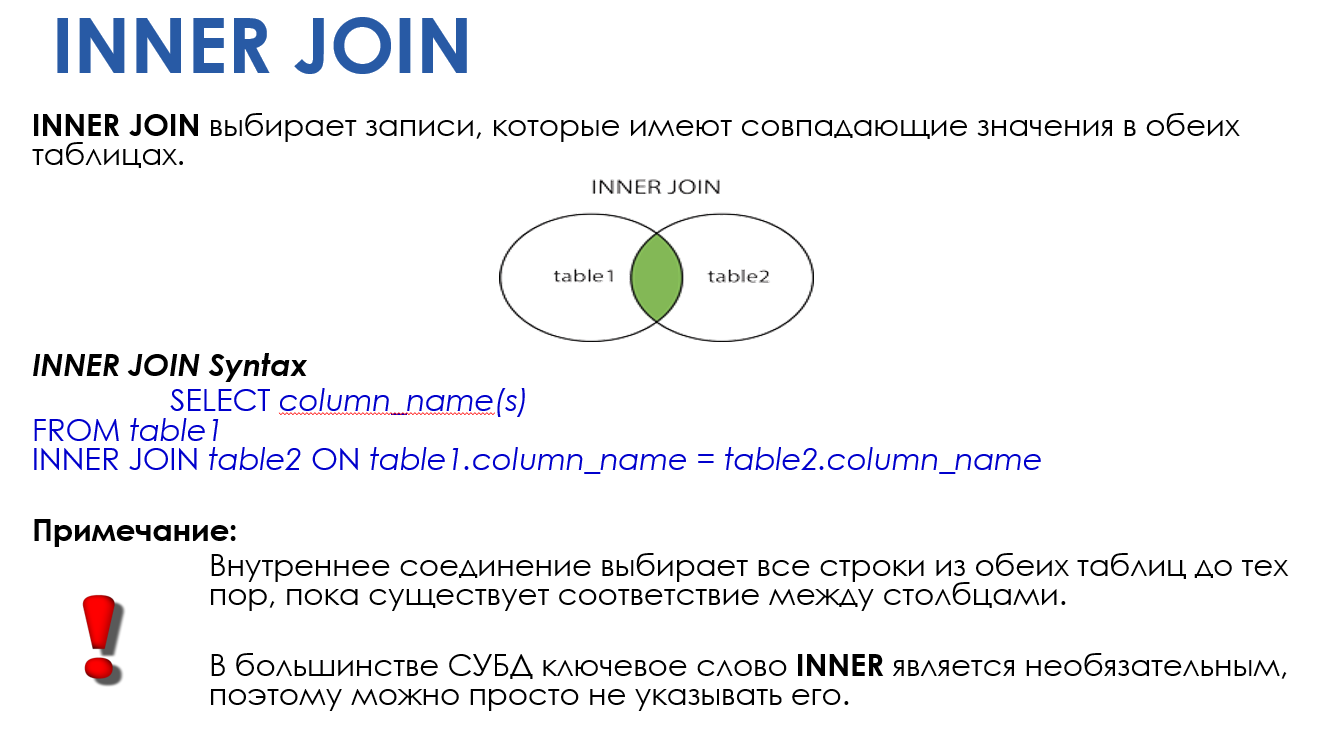 INNER JOIN
INNER JOIN выбирает записи, которые имеют совпадающие значения в обеих
таблицах.
INNER JOIN
table1
table2
INNER JOIN Syntax
SELECT column_name(s)
FROM table1
INNER JOIN table2 ON table1.column_name = table2.column_name
Примечание:
Внутреннее соединение выбирает все строки из обеих таблиц до тех
пор, пока существует соответствие между столбцами.
В большинстве СУБД ключевое слово INNER является необязательным,
поэтому можно просто не указывать его.